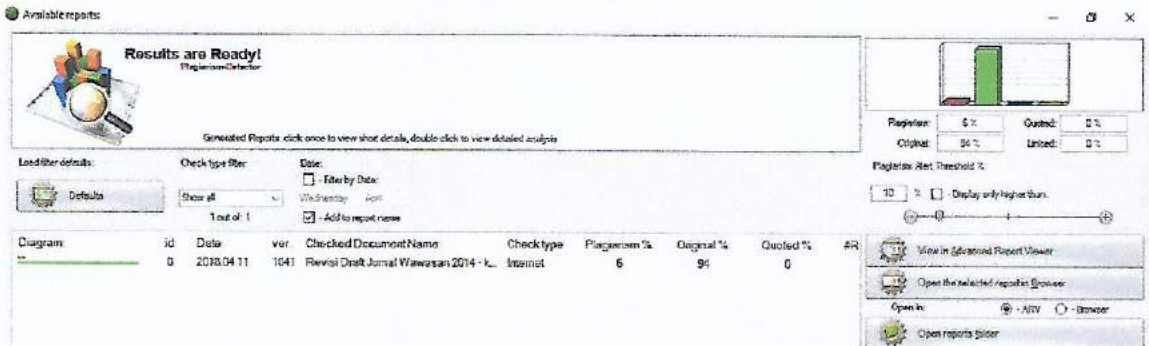 Available reports:
Results are Ready!
Plagiarism-Detector
Generated Reports: click once to view short details, double click to view detailed analysis
Plagiarism: 6 % Quoted: 0 %
Original: 94 % Linked: 0 %
Load filter defaults: Check type filter: Date:
Defaults Show all - Filter by Date:
Wednesday
1 out of: 1 - Add to report name
Plagiarism Alert Threshold %
10 % - Display only higher than:
Diagram: id Date ver. Checked Document Name Check type Plagiarism % Original % Quoted % #R
0 2018.04.11 1041 Revisi Draft Jornal Wawasan 2014 - k... Internet 6 94 0
View in Advanced Report Viewer
Open the selected report in Browser
Open in: - ARV - Browser
Open reports folder